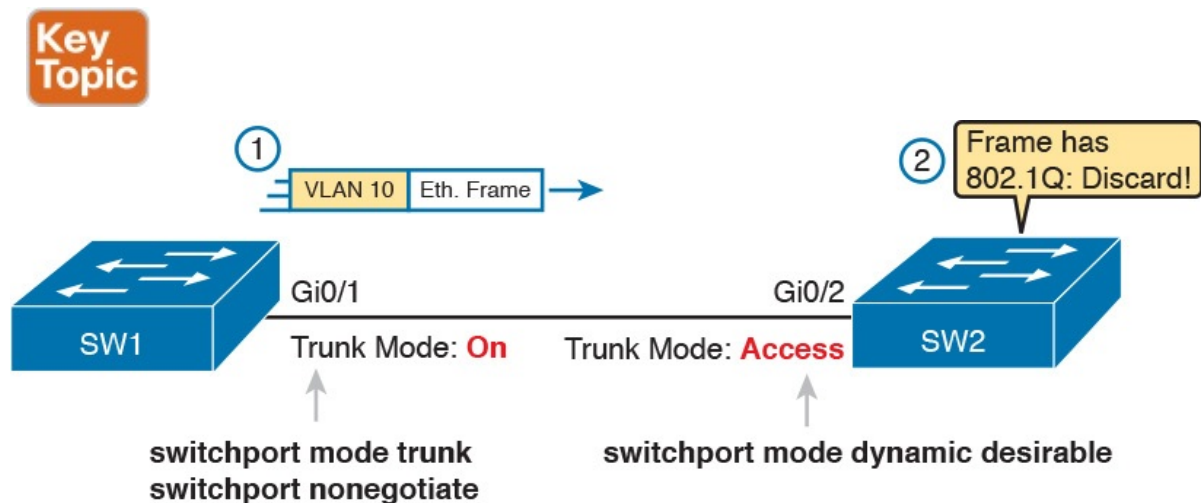 Key
Topic
1
VLAN 10 Eth. Frame
2
Frame has
802.1Q: Discard!
Gi0/1
Gi0/2
SW1
Trunk Mode: On
Trunk Mode: Access
SW2
switchport mode trunk
switchport nonegotiate
switchport mode dynamic desirable